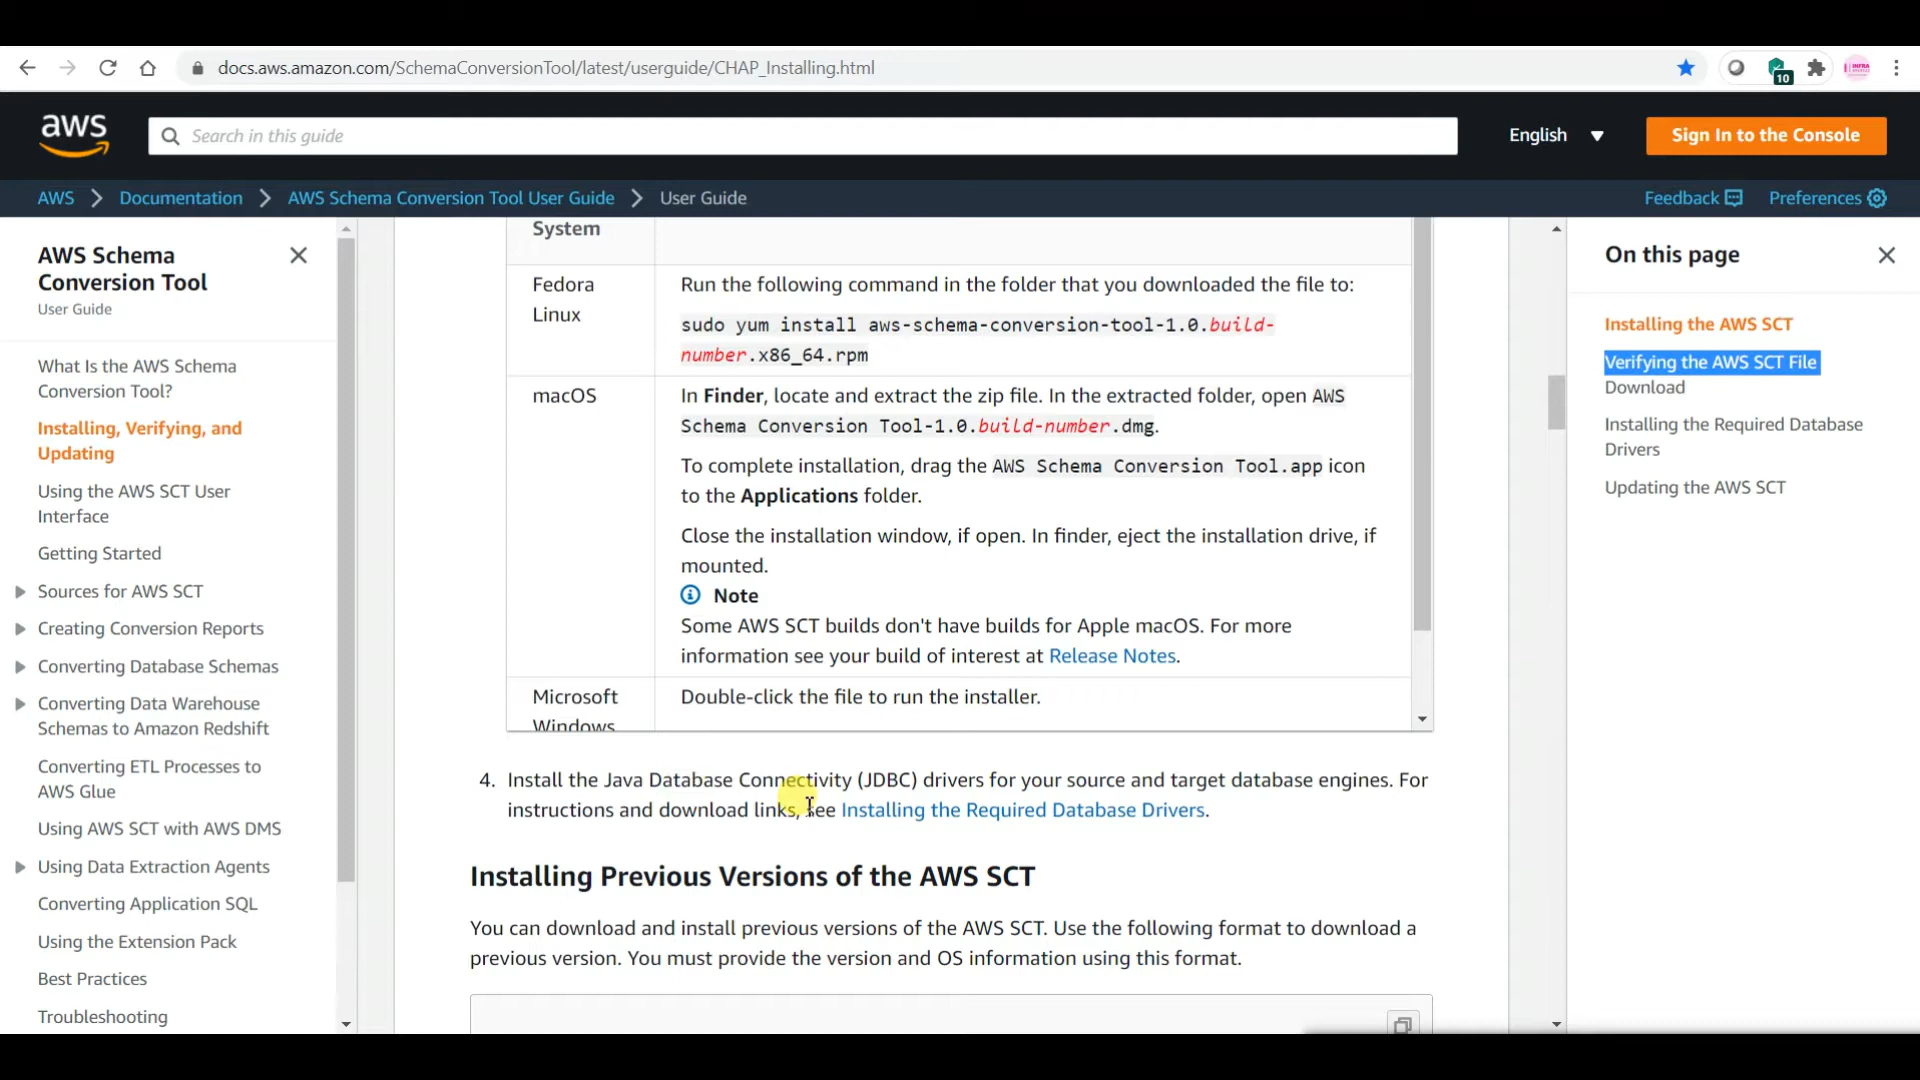 docs.aws.amazon.com/SchemaConversionTool/latest/userguide/CHAP_Installing.html
10
INFRA
aws
Search in this guide
English
Sign In to the Console
AWS
Documentation
AWS Schema Conversion Tool User Guide
User Guide
Feedback
Preferences
AWS Schema
Conversion Tool
User Guide
What Is the AWS Schema
Conversion Tool?
Installing, Verifying, and
Updating
Using the AWS SCT User
Interface
Getting Started
Sources for AWS SCT
Creating Conversion Reports
Converting Database Schemas
Converting Data Warehouse
Schemas to Amazon Redshift
Converting ETL Processes to
AWS Glue
Using AWS SCT with AWS DMS
Using Data Extraction Agents
Converting Application SQL
Using the Extension Pack
Best Practices
Troubleshooting
System
Fedora
Linux
Run the following command in the folder that you downloaded the file to:
sudo yum install aws-schema-conversion-tool-1.0.build-
number.x86_64.rpm
macOS
In Finder, locate and extract the zip file. In the extracted folder, open AWS
Schema Conversion Tool-1.0.build-number.dmg.
To complete installation, drag the AWS Schema Conversion Tool.app icon
to the Applications folder.
Close the installation window, if open. In finder, eject the installation drive, if
mounted.
Note
Some AWS SCT builds don't have builds for Apple macOS. For more
information see your build of interest at Release Notes.
Microsoft
Windows
Double-click the file to run the installer.
4. Install the Java Database Connectivity (JDBC) drivers for your source and target database engines. For
instructions and download links, see Installing the Required Database Drivers.
Installing Previous Versions of the AWS SCT
You can download and install previous versions of the AWS SCT. Use the following format to download a
previous version. You must provide the version and OS information using this format.
On this page
Installing the AWS SCT
Verifying the AWS SCT File
Download
Installing the Required Database
Drivers
Updating the AWS SCT